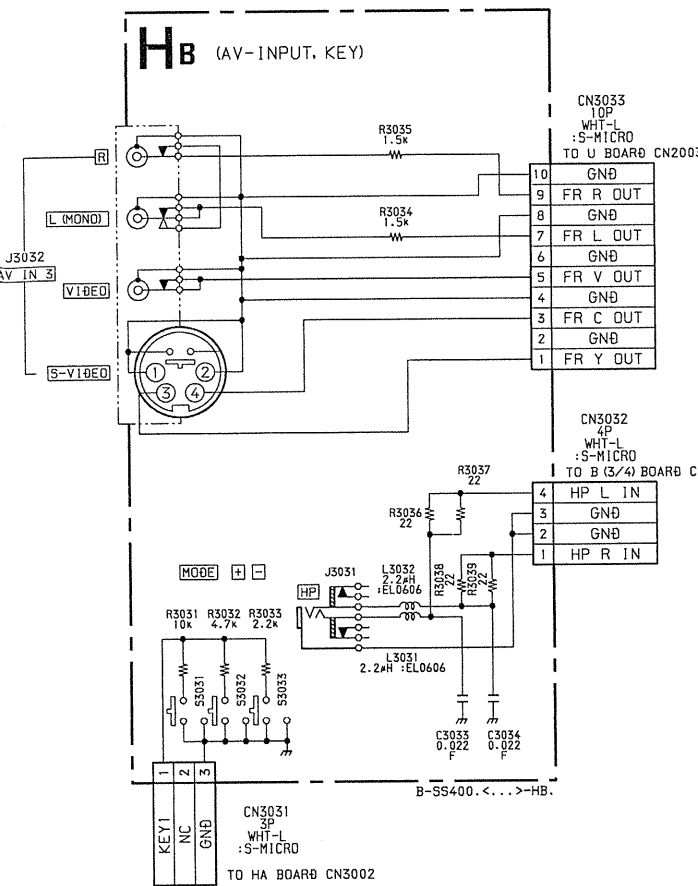 HB (AV-INPUT, KEY)
CN3033
10P
WHT-L
:S-MICRO
TO U BOARD CN2003
R3035
1.5k
R
10 GND
9 FR R OUT
8 GND
7 FR L OUT
6 GND
5 FR V OUT
4 GND
3 FR C OUT
2 GND
1 FR Y OUT
L (MONO)
R3034
1.5k
J3032
AV IN 3
VIDEO
S-VIDEO
1 2
3 4
CN3032
4P
WHT-L
:S-MICRO
TO B (3/4) BOARD C
4 HP L IN
3 GND
2 GND
1 HP R IN
R3037
22
R3036
22
R3038
22
R3039
22
MODE + -
J3031
HP
L3032
2.2µH
:EL0606
L3031
2.2µH :EL0606
R3031
10k
R3032
4.7k
R3033
2.2k
S3031
S3032
S3033
C3033
0.022
F
C3034
0.022
F
B-SS400.<...>-HB.
1 2 3
KEY1
NC
GND
CN3031
3P
WHT-L
:S-MICRO
TO HA BOARD CN3002